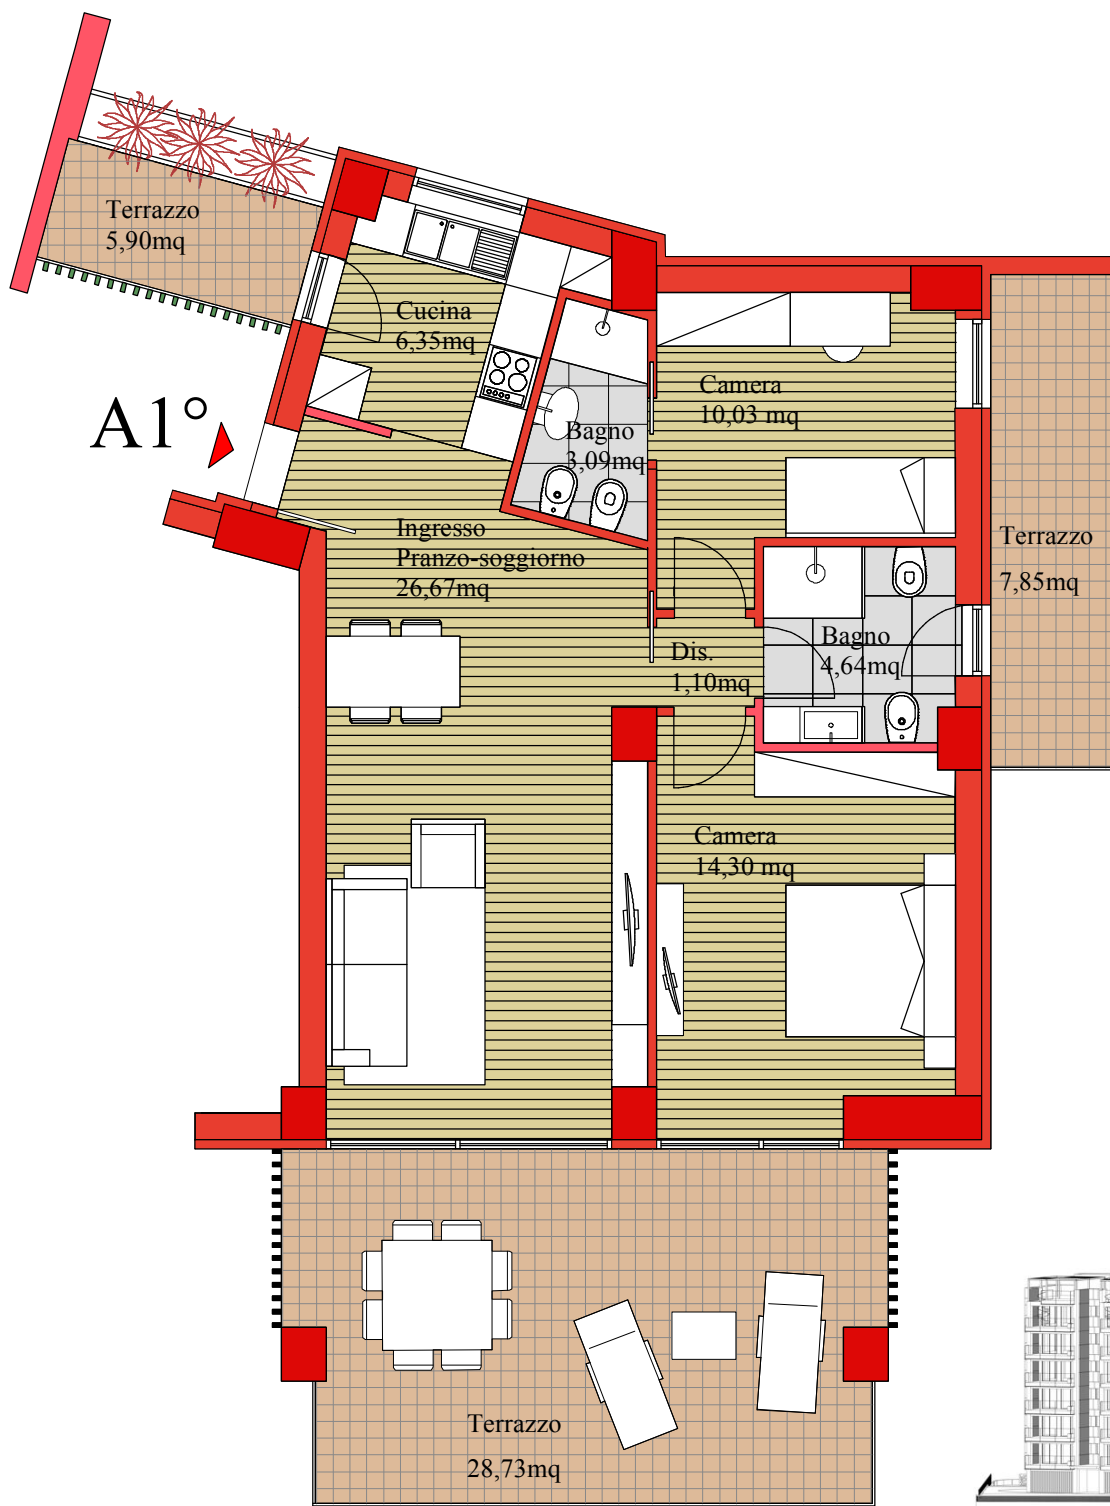 Terrazzo
5,90mq
Cucina
6,35mq
A1°
Camera
10,03 mq
Bagno
3,09mq
Ingresso
Pranzo-soggiorno
26,67mq
Terrazzo
7,85mq
Bagno
4,64mq
Dis.
1,10mq
Camera
14,30 mq
Terrazzo
28,73mq